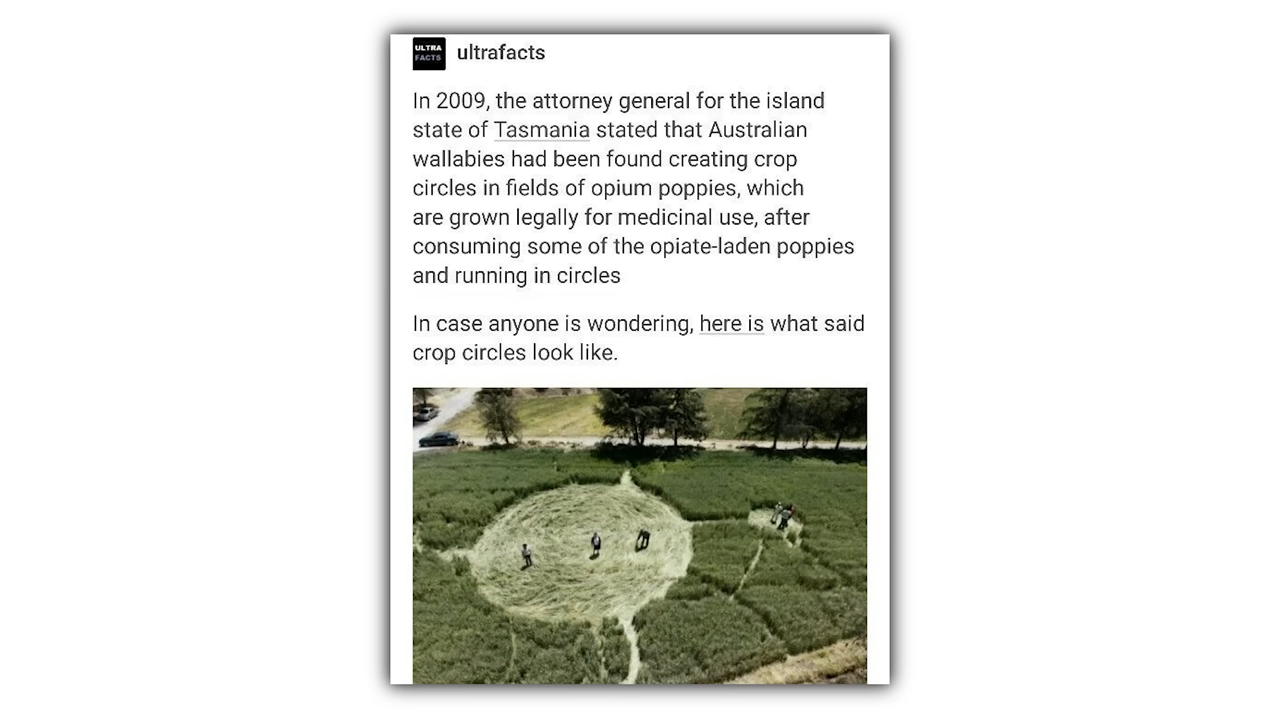 ULTRA
FACTS
ultrafacts
In 2009, the attorney general for the island
state of Tasmania stated that Australian
wallabies had been found creating crop
circles in fields of opium poppies, which
are grown legally for medicinal use, after
consuming some of the opiate-laden poppies
and running in circles
In case anyone is wondering, here is what said
crop circles look like.